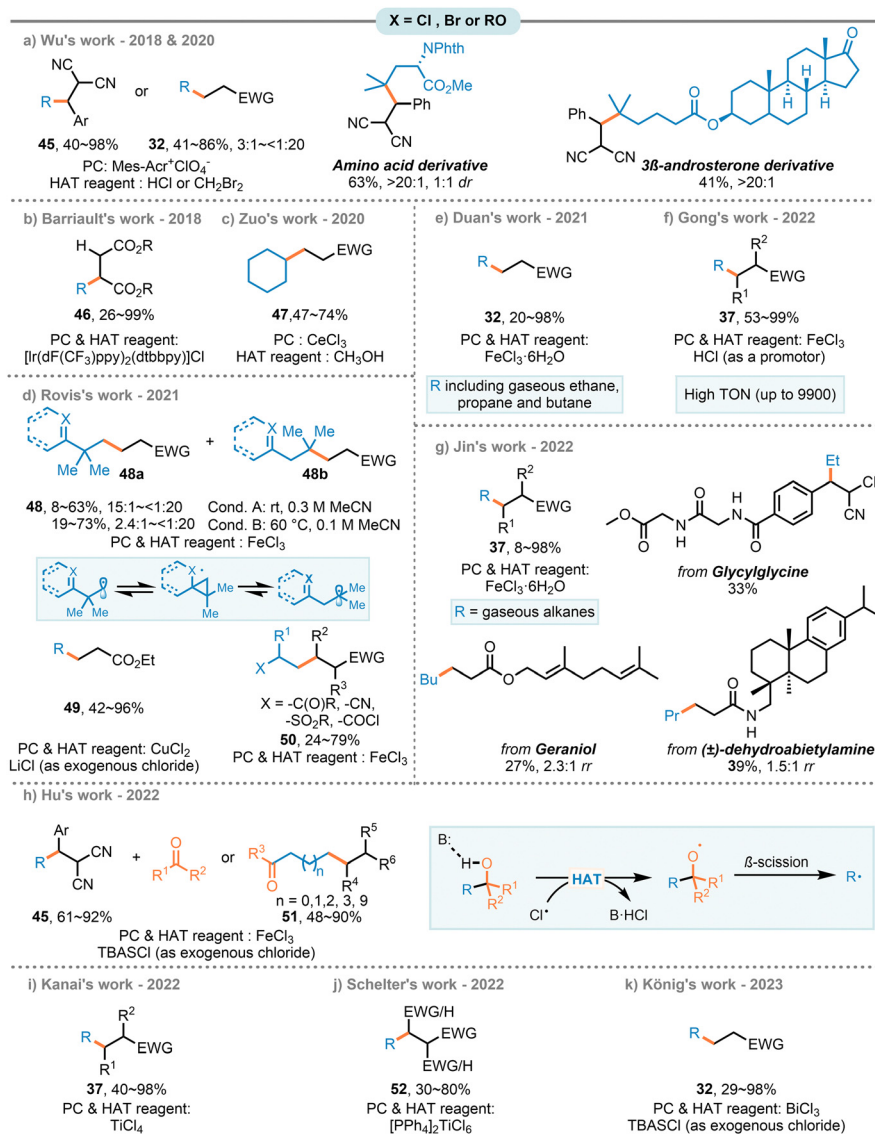 X = Cl , Br or RO
a) Wu's work - 2018 & 2020
CN
CN
R
Ar
or
R
EWG
45, 40~98%
32, 41~86%, 3:1~<1:20
PC: Mes-Acr⁺ClO₄⁻
HAT reagent : HCl or CH₂Br₂
NPhth
CO₂Me
Ph
NC
CN
Amino acid derivative
63%, >20:1, 1:1 dr
O
H
H
H
O
O
Ph
NC
CN
3ß-androsterone derivative
41%, >20:1
b) Barriault's work - 2018
H
CO₂R
R
CO₂R
46, 26~99%
PC & HAT reagent:
[Ir(dF(CF₃)ppy)₂(dtbbpy)]Cl
c) Zuo's work - 2020
EWG
47,47~74%
PC : CeCl₃
HAT reagent : CH₃OH
e) Duan's work - 2021
R
EWG
32, 20~98%
PC & HAT reagent:
FeCl₃·6H₂O
R including gaseous ethane,
propane and butane
f) Gong's work - 2022
R²
R
EWG
R¹
37, 53~99%
PC & HAT reagent: FeCl₃
HCl (as a promotor)
High TON (up to 9900)
d) Rovis's work - 2021
X
EWG
Me Me
48a
+
X
Me
Me
EWG
48b
48, 8~63%, 15:1~<1:20 Cond. A: rt, 0.3 M MeCN
19~73%, 2.4:1~<1:20 Cond. B: 60 °C, 0.1 M MeCN
PC & HAT reagent : FeCl₃
X
Me Me
X
Me
Me
X
Me
Me
R
CO₂Et
49, 42~96%
PC & HAT reagent: CuCl₂
LiCl (as exogenous chloride)
R¹
R²
X
EWG
R³
X = -C(O)R, -CN,
-SO₂R, -COCl
50, 24~79%
PC & HAT reagent : FeCl₃
g) Jin's work - 2022
R²
R
EWG
R¹
37, 8~98%
PC & HAT reagent:
FeCl₃·6H₂O
R = gaseous alkanes
Et
O
O
N
H
O
H
N
O
CN
from Glycylglycine
33%
Bu
O
O
from Geraniol
27%, 2.3:1 rr
Me
Me
Me
Pr
O
N
H
from (±)-dehydroabietylamine
39%, 1.5:1 rr
h) Hu's work - 2022
Ar
R
CN
CN
45, 61~92%
+
O
R¹
R²
or
R³
O
n
R⁵
R⁶
R⁴
n = 0,1,2, 3, 9
51, 48~90%
PC & HAT reagent : FeCl₃
TBASCl (as exogenous chloride)
B:
H
O
R
R¹
R²
HAT
Cl•
B·HCl
O•
R
R¹
R²
ß-scission
R•
i) Kanai's work - 2022
R²
R
EWG
R¹
37, 40~98%
PC & HAT reagent:
TiCl₄
j) Schelter's work - 2022
EWG/H
R
EWG
EWG/H
52, 30~80%
PC & HAT reagent:
[PPh₄]₂TiCl₆
k) König's work - 2023
R
EWG
32, 29~98%
PC & HAT reagent: BiCl₃
TBASCl (as exogenous chloride)